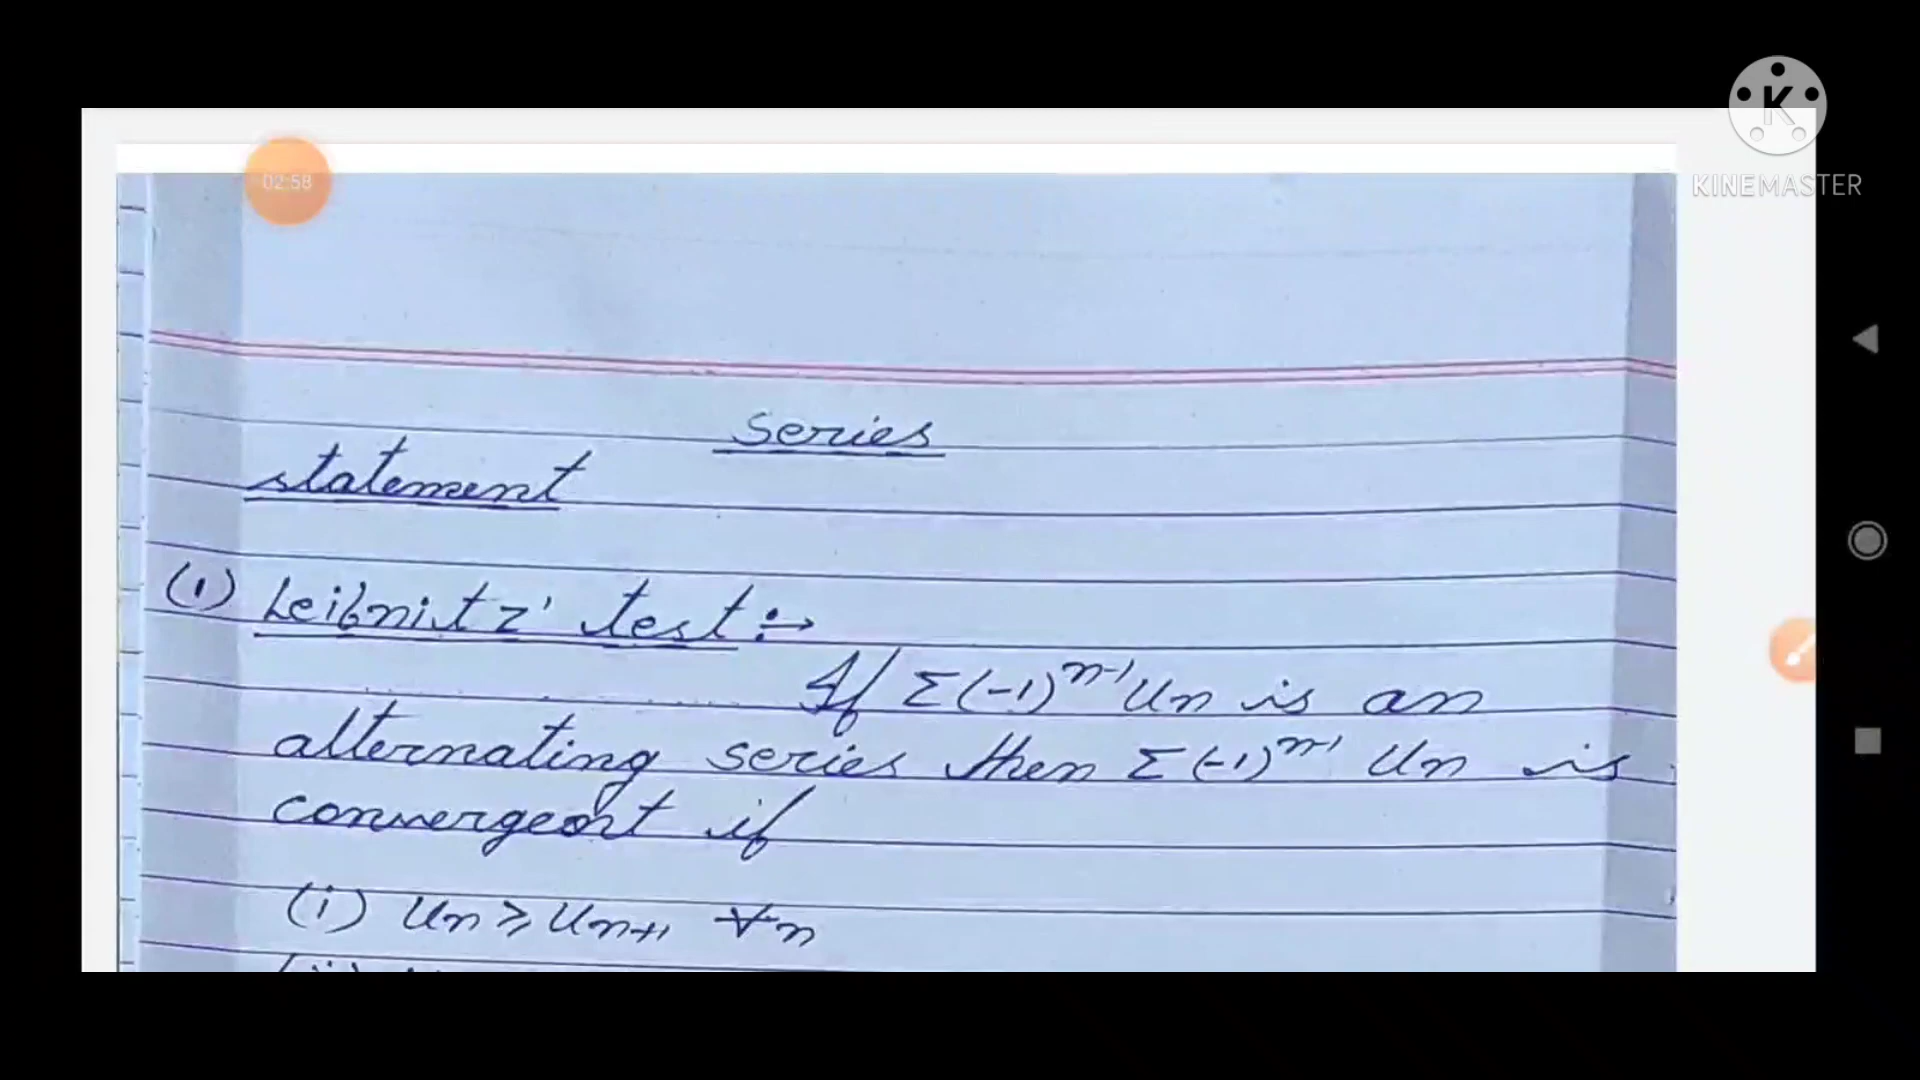 02:58
K
KINEMASTER
Series
statement
(1) Leibnitz' test :→
If Σ(-1)ⁿ⁻¹ Un is an
alternating series then Σ(-1)ⁿ⁻¹ Un is
convergent if
(i) Un ≥ Un+1 ∀n